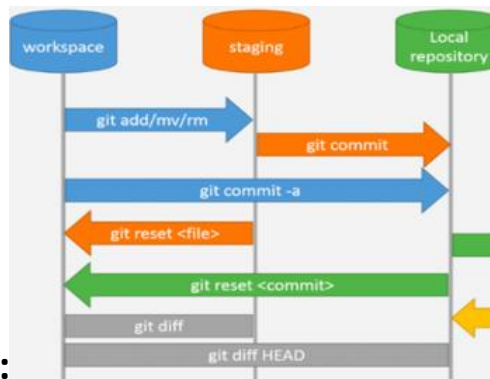 workspace
staging
Local
repository
git add/mv/rm
git commit
git commit -a
git reset <file>
git reset <commit>
git diff
git diff HEAD
: